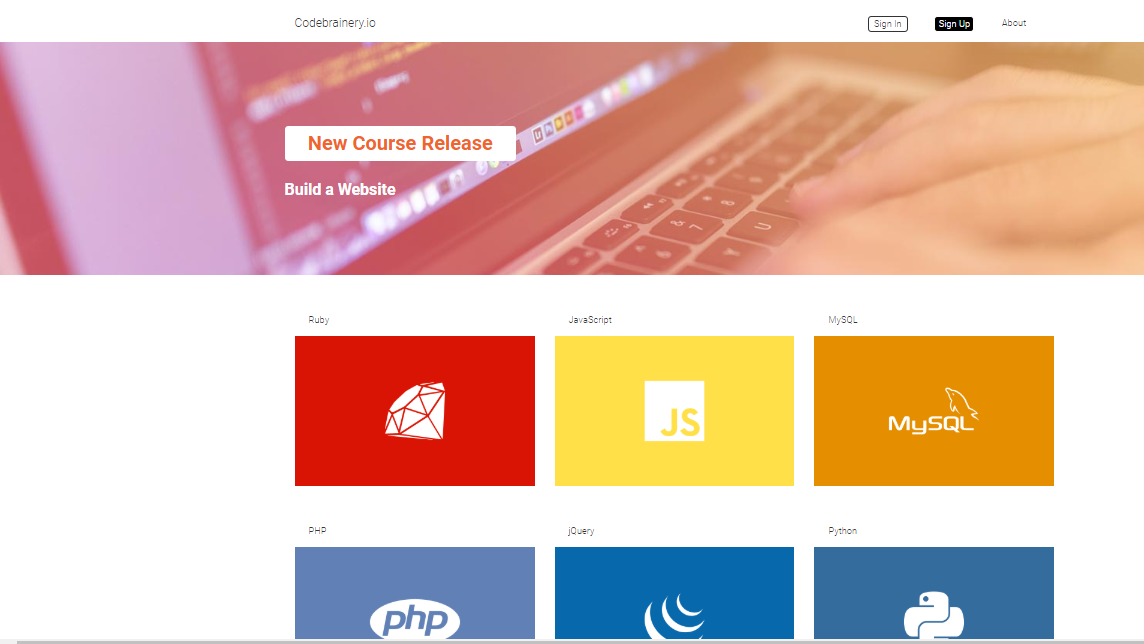 Codebrainery.io
Sign In
Sign Up
About
New Course Release
Build a Website
Ruby
JavaScript
MySQL
JS
MySQL
PHP
jQuery
Python
php